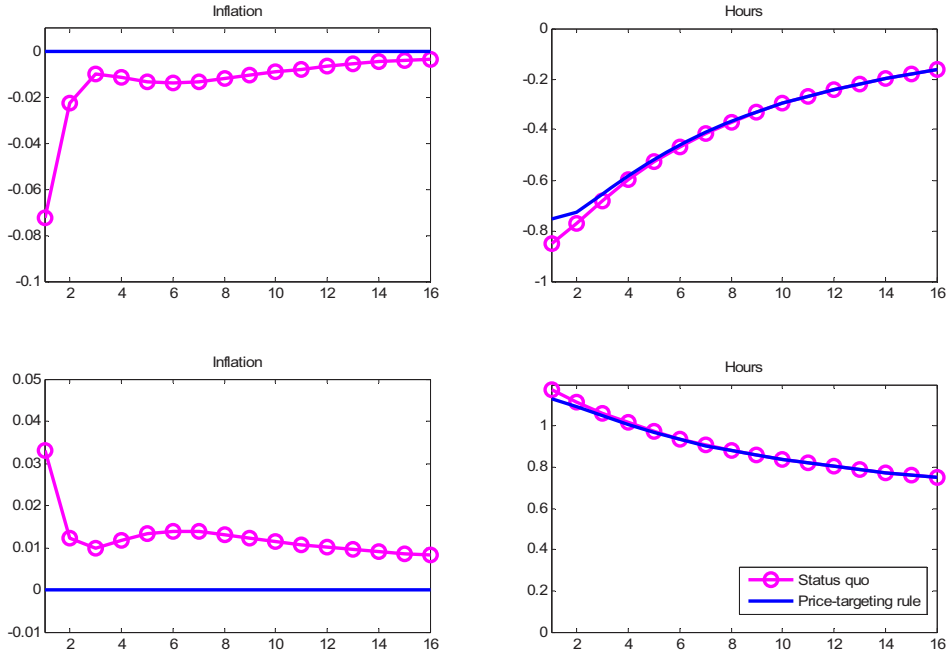 Inflation
0
-0.02
-0.04
-0.06
-0.08
-0.1
2 4 6 8 10 12 14 16
Hours
0
-0.2
-0.4
-0.6
-0.8
-1
2 4 6 8 10 12 14 16
Inflation
0.05
0.04
0.03
0.02
0.01
0
-0.01
2 4 6 8 10 12 14 16
Hours
1
0.8
0.6
0.4
0.2
0
2 4 6 8 10 12 14 16
Status quo
Price-targeting rule